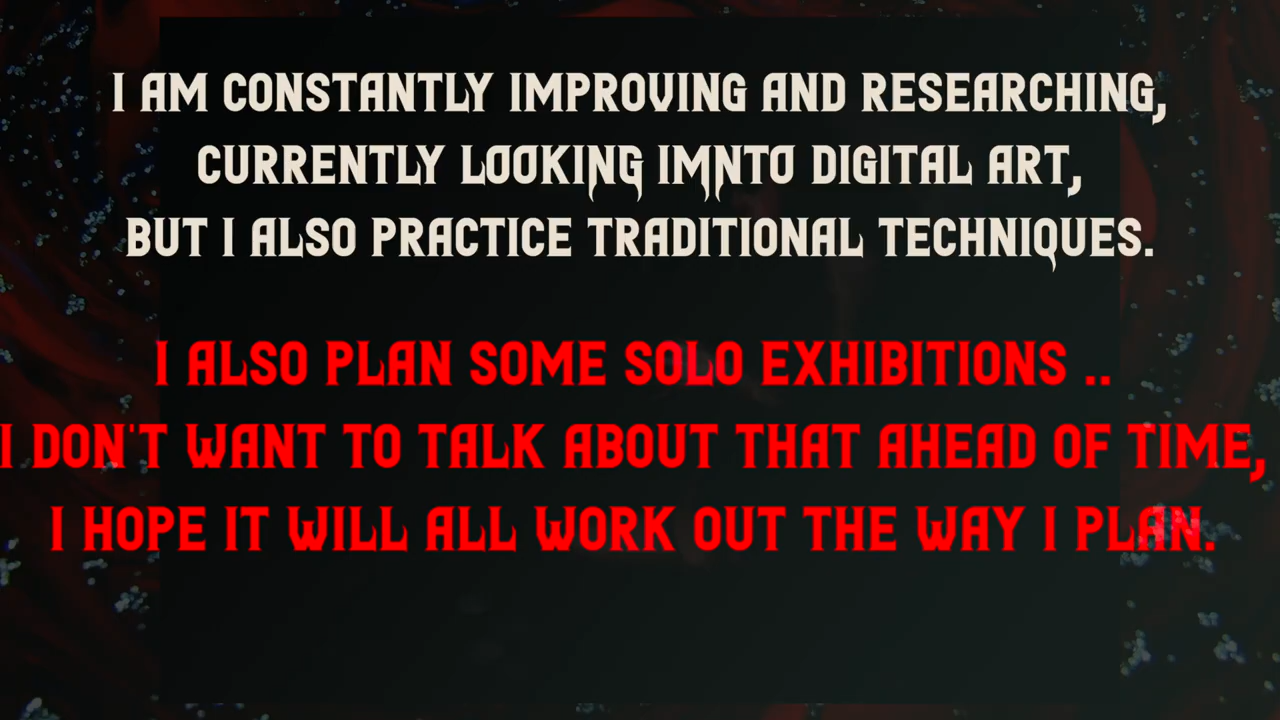 I AM CONSTANTLY IMPROVING AND RESEARCHING,
CURRENTLY LOOKING IMNTO DIGITAL ART,
BUT I ALSO PRACTICE TRADITIONAL TECHNIQUES.
I ALSO PLAN SOME SOLO EXHIBITIONS ..
I DON'T WANT TO TALK ABOUT THAT AHEAD OF TIME,
I HOPE IT WILL ALL WORK OUT THE WAY I PLAN.